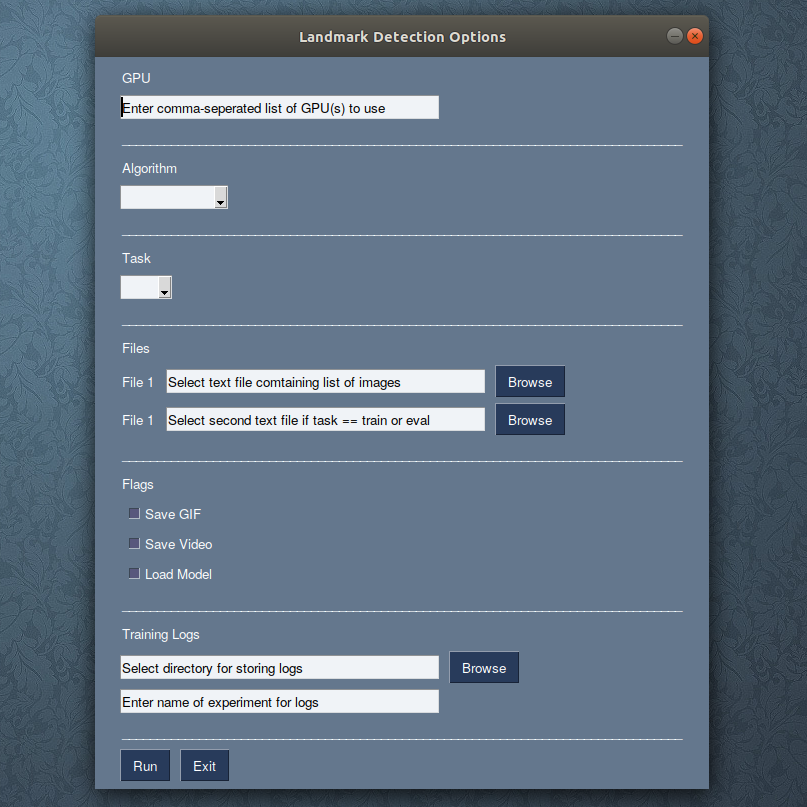 Landmark Detection Options
GPU
Enter comma-seperated list of GPU(s) to use
Algorithm
Task
Files
File 1 Select text file comtaining list of images Browse
File 1 Select second text file if task == train or eval Browse
Flags
Save GIF
Save Video
Load Model
Training Logs
Select directory for storing logs Browse
Enter name of experiment for logs
Run Exit